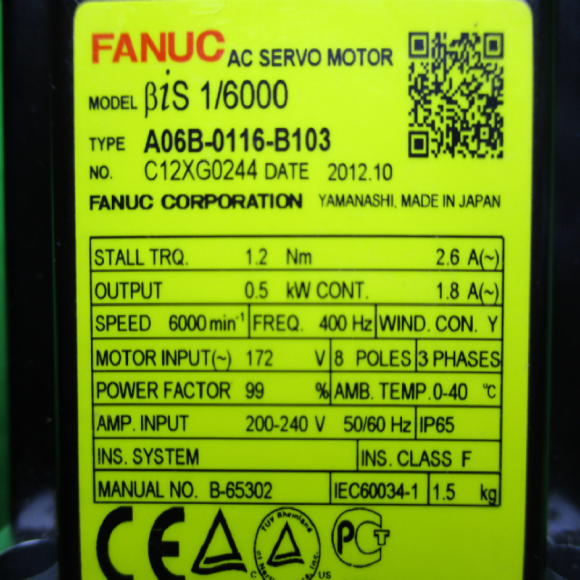 FANUC AC SERVO MOTOR
MODEL βiS 1/6000
TYPE A06B-0116-B103
NO. C12XG0244 DATE 2012.10
FANUC CORPORATION YAMANASHI, MADE IN JAPAN
STALL TRQ. 1.2 Nm 2.6 A(~)
OUTPUT 0.5 kW CONT. 1.8 A(~)
SPEED 6000 min⁻¹ FREQ. 400 Hz WIND. CON. Y
MOTOR INPUT(~) 172 V 8 POLES 3 PHASES
POWER FACTOR 99 % AMB. TEMP. 0-40 ℃
AMP. INPUT 200-240 V 50/60 Hz IP65
INS. SYSTEM INS. CLASS F
MANUAL NO. B-65302 IEC60034-1 1.5 kg
CE TÜV Rheinland
C US